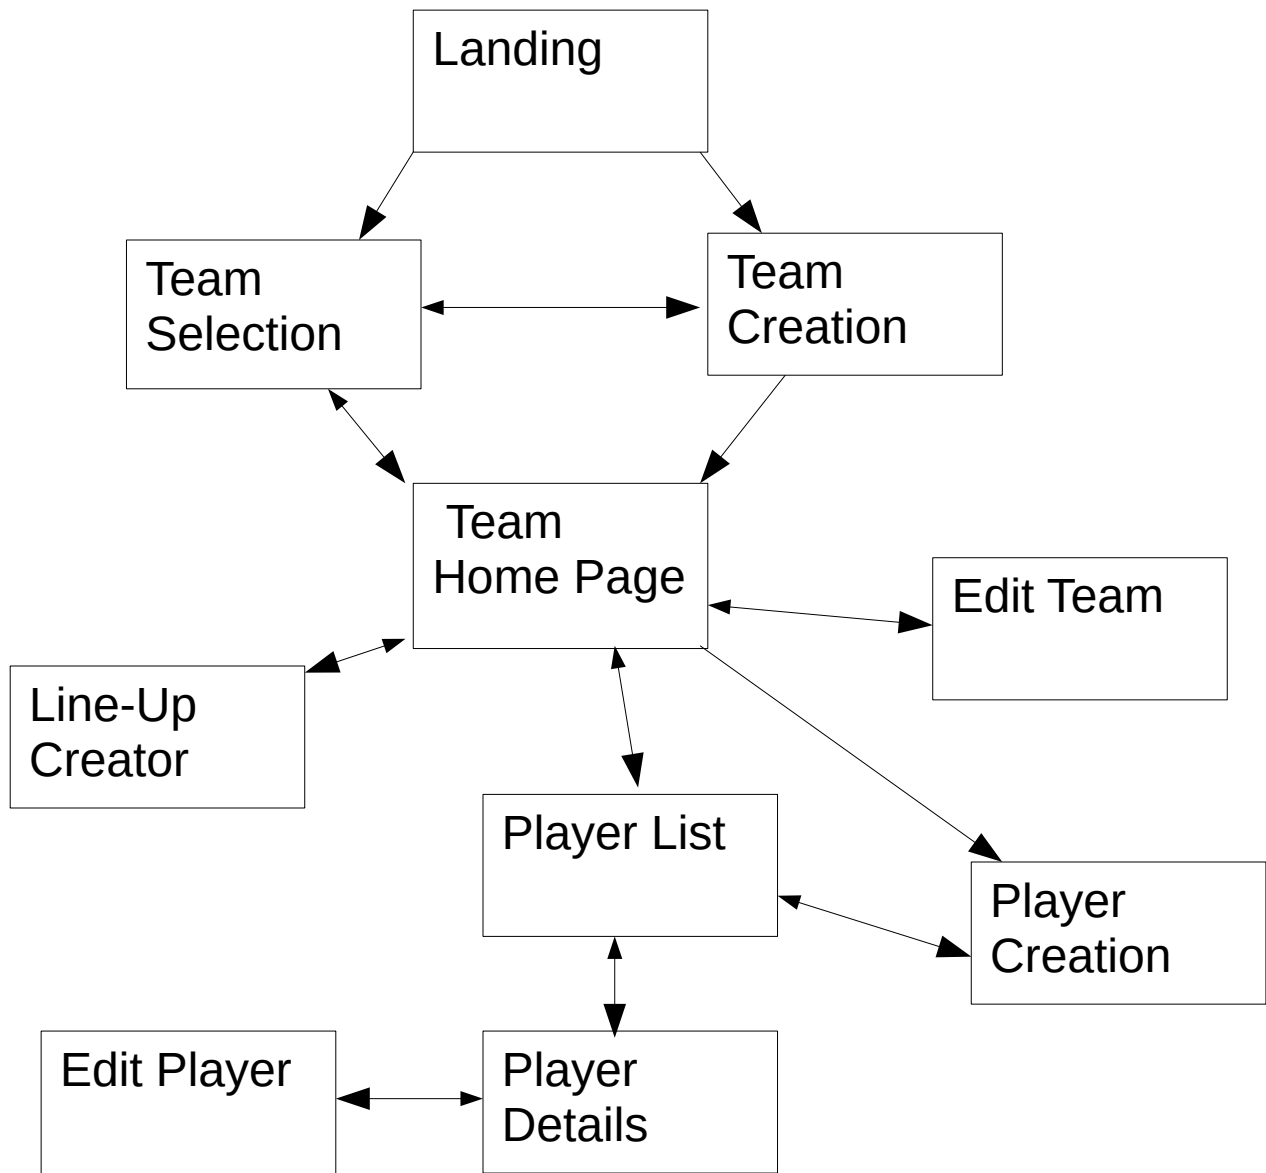 Landing
Team
Selection
Team
Creation
Team
Home Page
Edit Team
Line-Up
Creator
Player List
Player
Creation
Edit Player
Player
Details